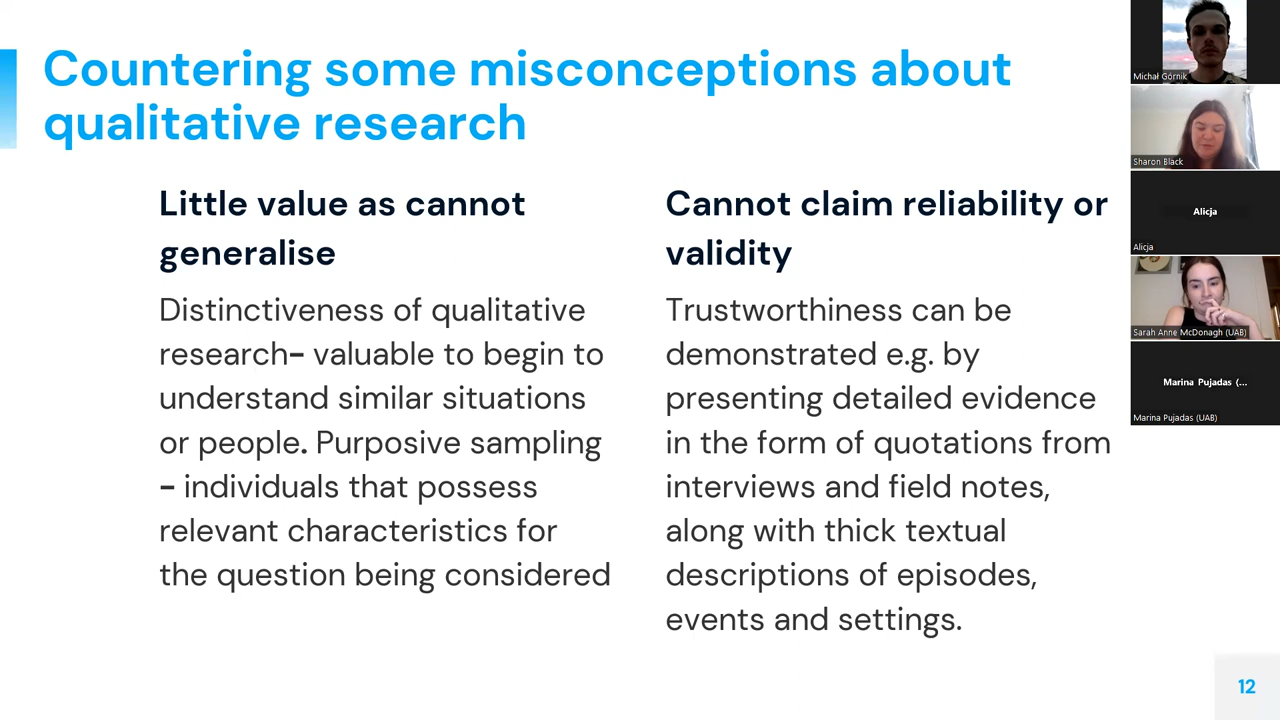 Countering some misconceptions about
qualitative research
Little value as cannot
generalise
Distinctiveness of qualitative
research– valuable to begin to
understand similar situations
or people. Purposive sampling
– individuals that possess
relevant characteristics for
the question being considered
Cannot claim reliability or
validity
Trustworthiness can be
demonstrated e.g. by
presenting detailed evidence
in the form of quotations from
interviews and field notes,
along with thick textual
descriptions of episodes,
events and settings.
12
Michał Górnik
Sharon Black
Alicja
Alicja
Sarah Anne McDonagh (UAB)
Marina Pujadas (...
Marina Pujadas (UAB)